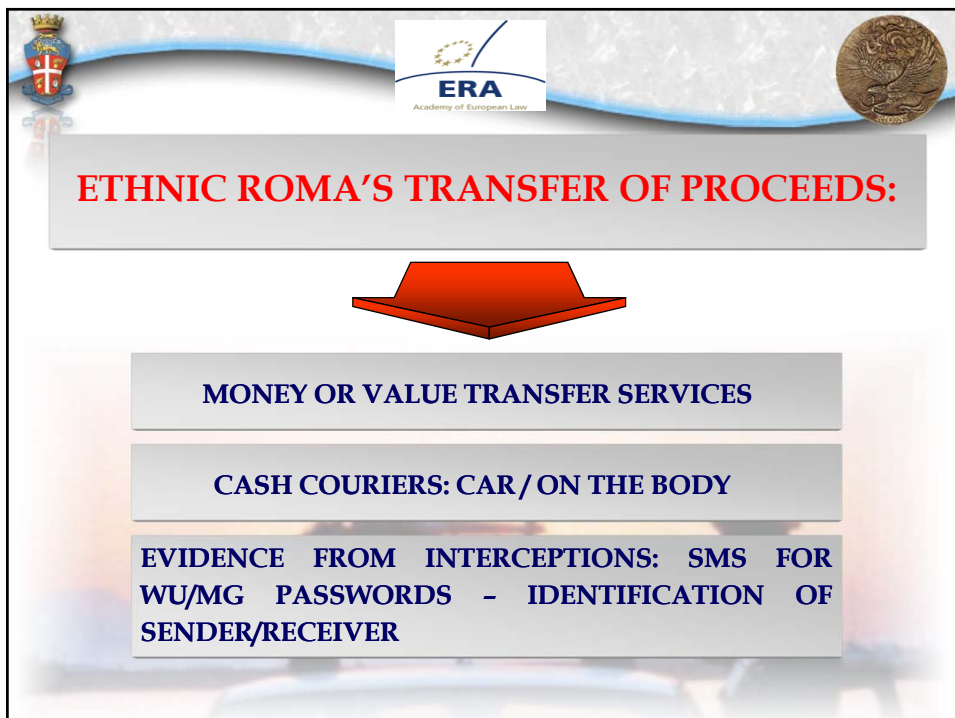 ERA
Academy of European Law
R.O.S.
ETHNIC ROMA’S TRANSFER OF PROCEEDS:
MONEY OR VALUE TRANSFER SERVICES
CASH COURIERS: CAR / ON THE BODY
EVIDENCE FROM INTERCEPTIONS: SMS FOR
WU/MG PASSWORDS – IDENTIFICATION OF
SENDER/RECEIVER